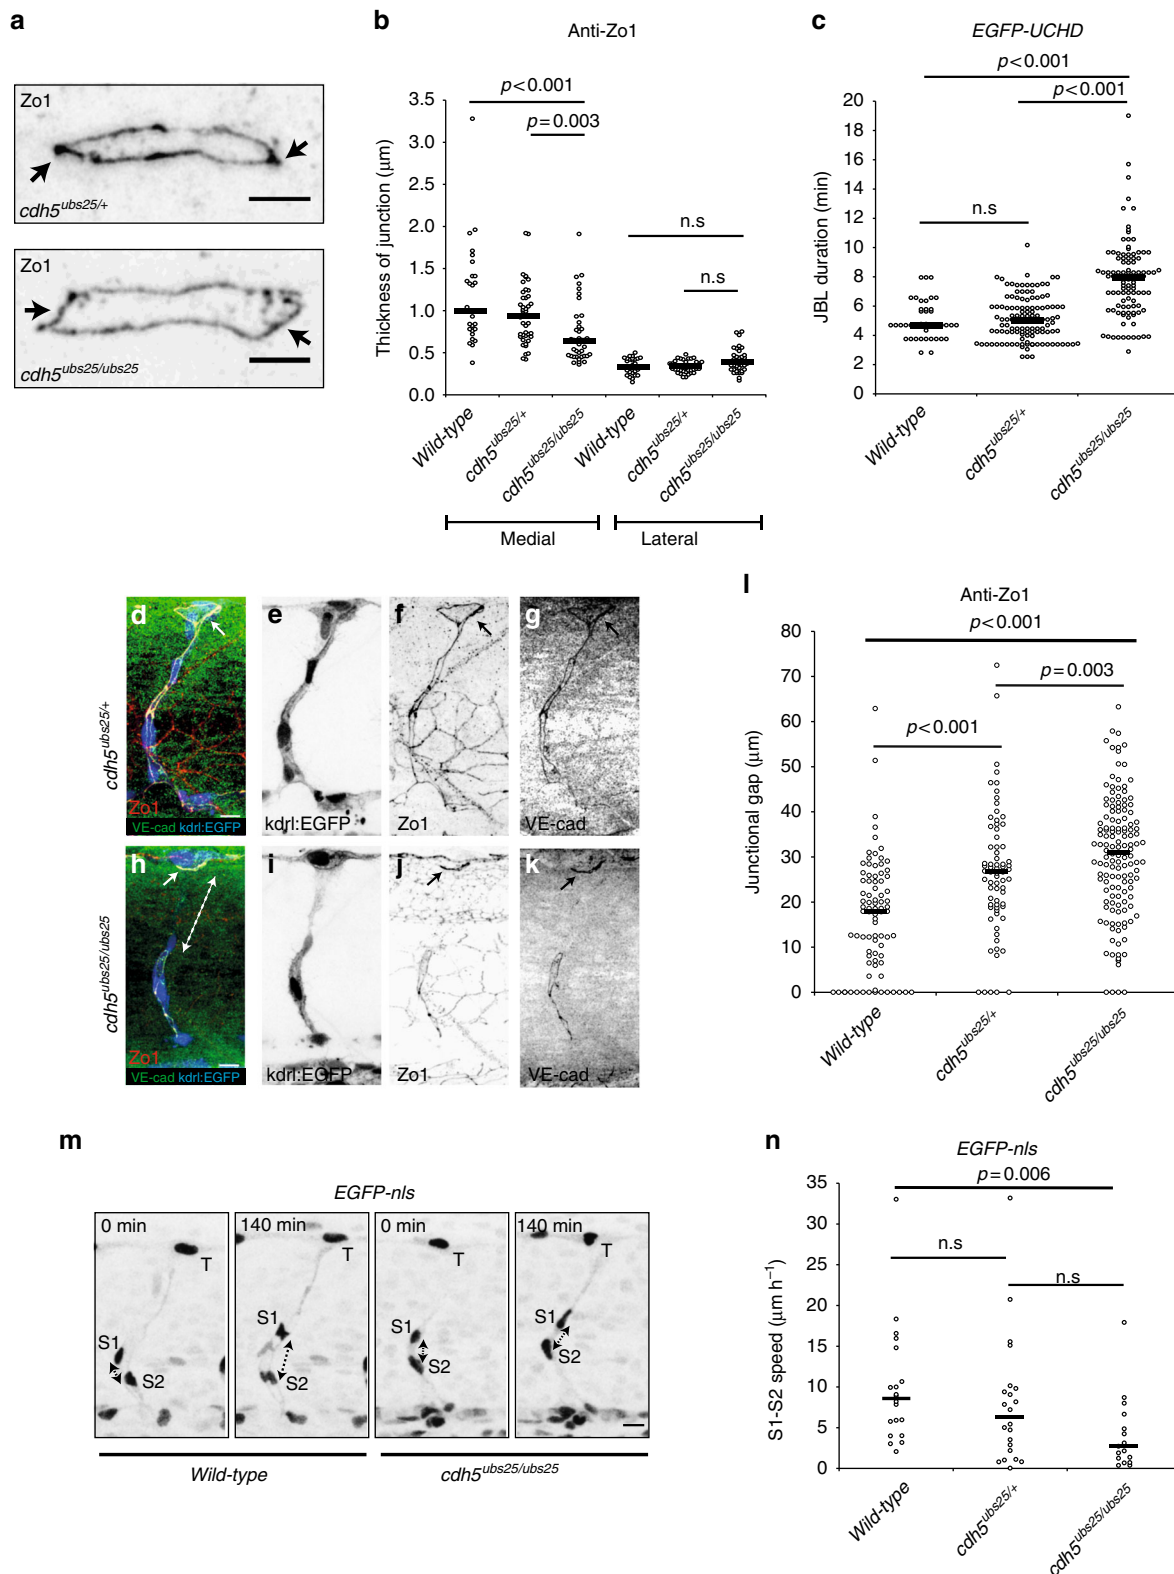 a
Zo1
cdh5ubs25/+
Zo1
cdh5ubs25/ubs25
b
Anti-Zo1
p<0.001
p=0.003
n.s
n.s
Thickness of junction (μm)
3.5
3.0
2.5
2.0
1.5
1.0
0.5
0.0
Wild-type
cdh5ubs25/+
cdh5ubs25/ubs25
Wild-type
cdh5ubs25/+
cdh5ubs25/ubs25
Medial
Lateral
c
EGFP-UCHD
p<0.001
p<0.001
n.s
JBL duration (min)
20
18
16
14
12
10
8
6
4
2
0
Wild-type
cdh5ubs25/+
cdh5ubs25/ubs25
cdh5ubs25/+
d
Zo1
VE-cad kdrl:EGFP
e
kdrl:EGFP
f
Zo1
g
VE-cad
cdh5ubs25/ubs25
h
Zo1
VE-cad kdrl:EGFP
i
kdrl:EGFP
j
Zo1
k
VE-cad
l
Anti-Zo1
p<0.001
p=0.003
p<0.001
Junctional gap (μm)
80
70
60
50
40
30
20
10
0
Wild-type
cdh5ubs25/+
cdh5ubs25/ubs25
m
EGFP-nls
0 min
T
S1
S2
140 min
T
S1
S2
0 min
T
S1
S2
140 min
T
S1
S2
Wild-type
cdh5ubs25/ubs25
n
EGFP-nls
p=0.006
n.s
n.s
S1-S2 speed (μm h−1)
35
30
25
20
15
10
5
0
Wild-type
cdh5ubs25/+
cdh5ubs25/ubs25